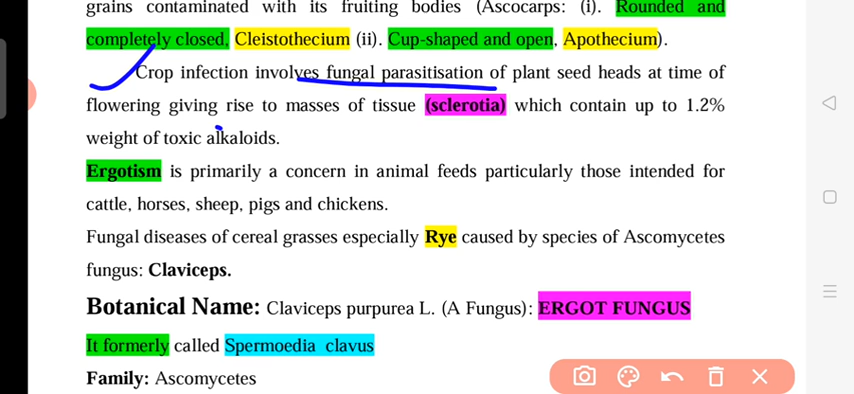 grains contaminated with its fruiting bodies (Ascocarps: (i). Rounded and
completely closed, Cleistothecium (ii). Cup-shaped and open, Apothecium).
Crop infection involves fungal parasitisation of plant seed heads at time of
flowering giving rise to masses of tissue (sclerotia) which contain up to 1.2%
weight of toxic alkaloids.
Ergotism is primarily a concern in animal feeds particularly those intended for
cattle, horses, sheep, pigs and chickens.
Fungal diseases of cereal grasses especially Rye caused by species of Ascomycetes
fungus: Claviceps.
Botanical Name: Claviceps purpurea L. (A Fungus): ERGOT FUNGUS
It formerly called Spermoedia clavus
Family: Ascomycetes